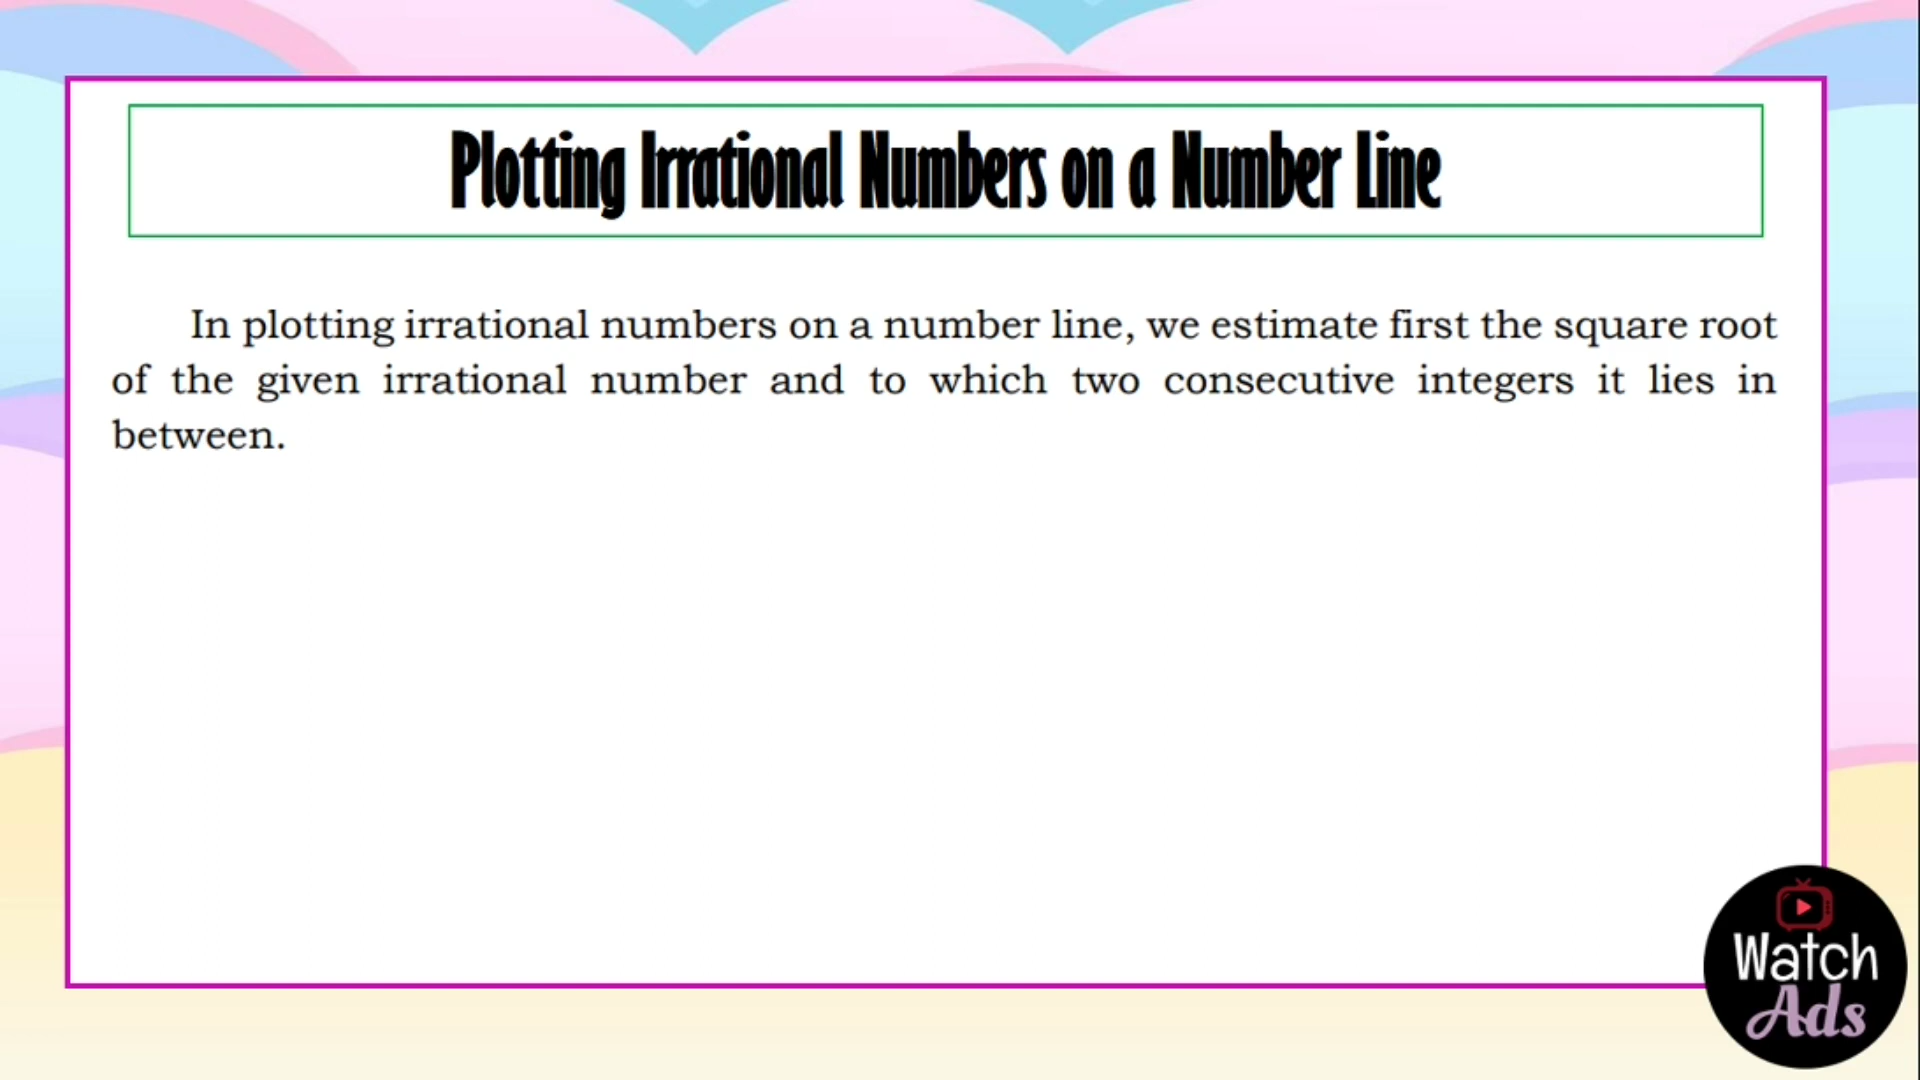 Plotting Irrational Numbers on a Number Line
In plotting irrational numbers on a number line, we estimate first the square root
of the given irrational number and to which two consecutive integers it lies in
between.
Watch
Ads